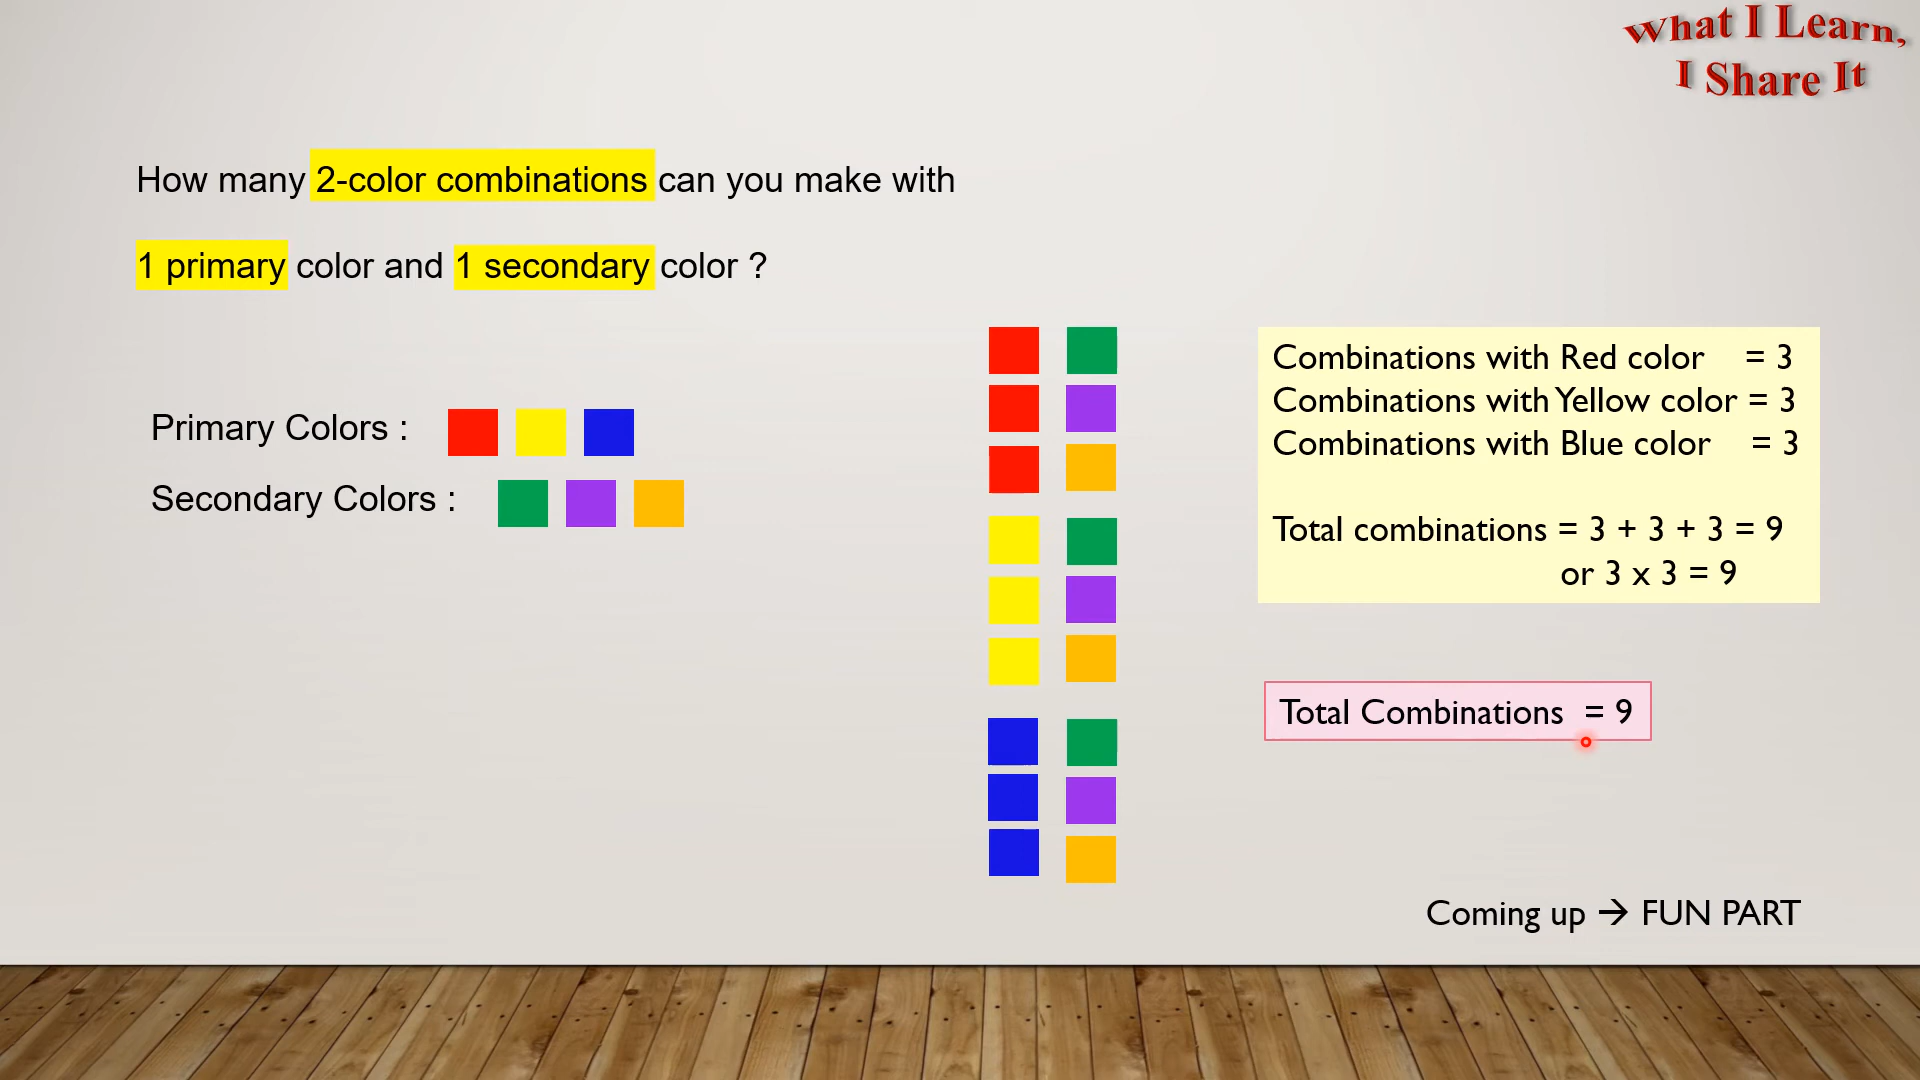 What I Learn,
I Share It
How many 2-color combinations can you make with
1 primary color and 1 secondary color ?
Primary Colors :
Secondary Colors :
Combinations with Red color = 3
Combinations with Yellow color = 3
Combinations with Blue color = 3
Total combinations = 3 + 3 + 3 = 9
or 3 x 3 = 9
Total Combinations = 9
Coming up → FUN PART